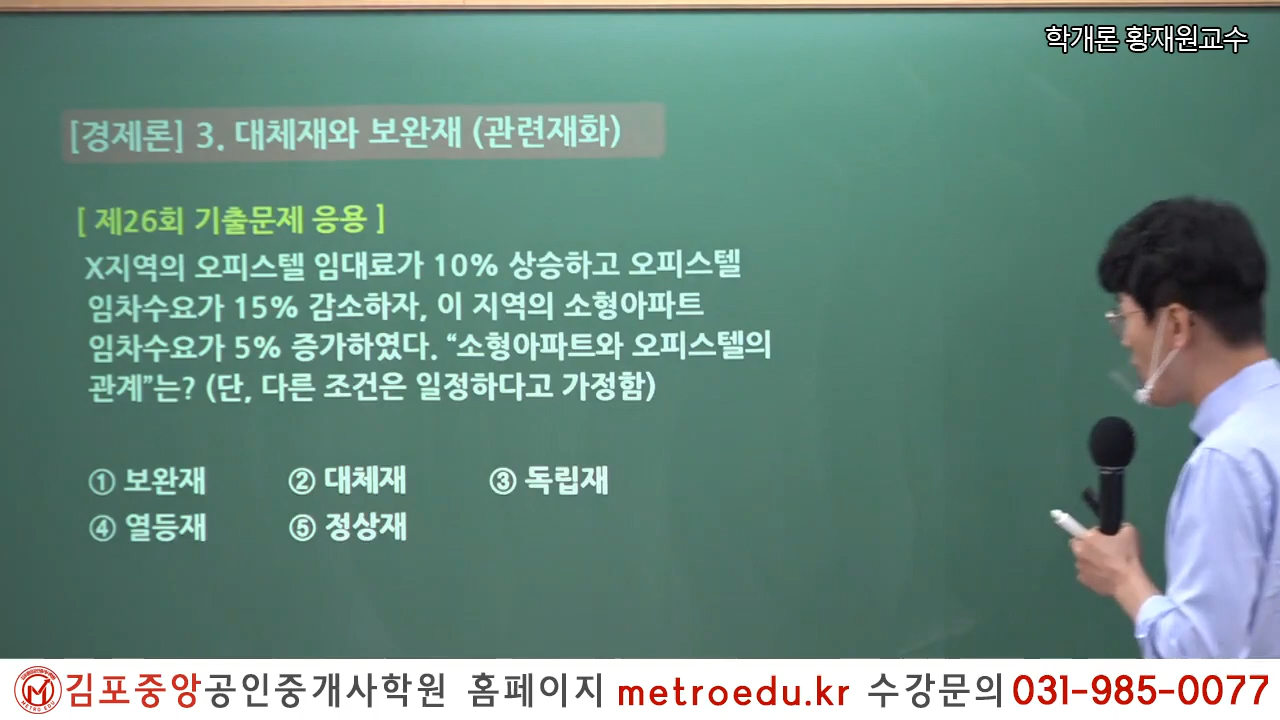 학개론 황재원교수
[경제론] 3. 대체재와 보완재 (관련재화)
[ 제26회 기출문제 응용 ]
X지역의 오피스텔 임대료가 10% 상승하고 오피스텔
임차수요가 15% 감소하자, 이 지역의 소형아파트
임차수요가 5% 증가하였다. “소형아파트와 오피스텔의
관계”는? (단, 다른 조건은 일정하다고 가정함)
① 보완재 ② 대체재 ③ 독립재
④ 열등재 ⑤ 정상재
METRO EDU
김포중앙공인중개사학원 홈페이지 metroedu.kr 수강문의 031-985-0077